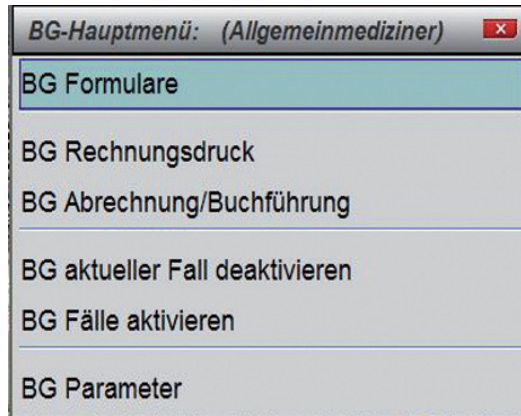 BG-Hauptmenü: (Allgemeinmediziner)
BG Formulare
BG Rechnungsdruck
BG Abrechnung/Buchführung
BG aktueller Fall deaktivieren
BG Fälle aktivieren
BG Parameter